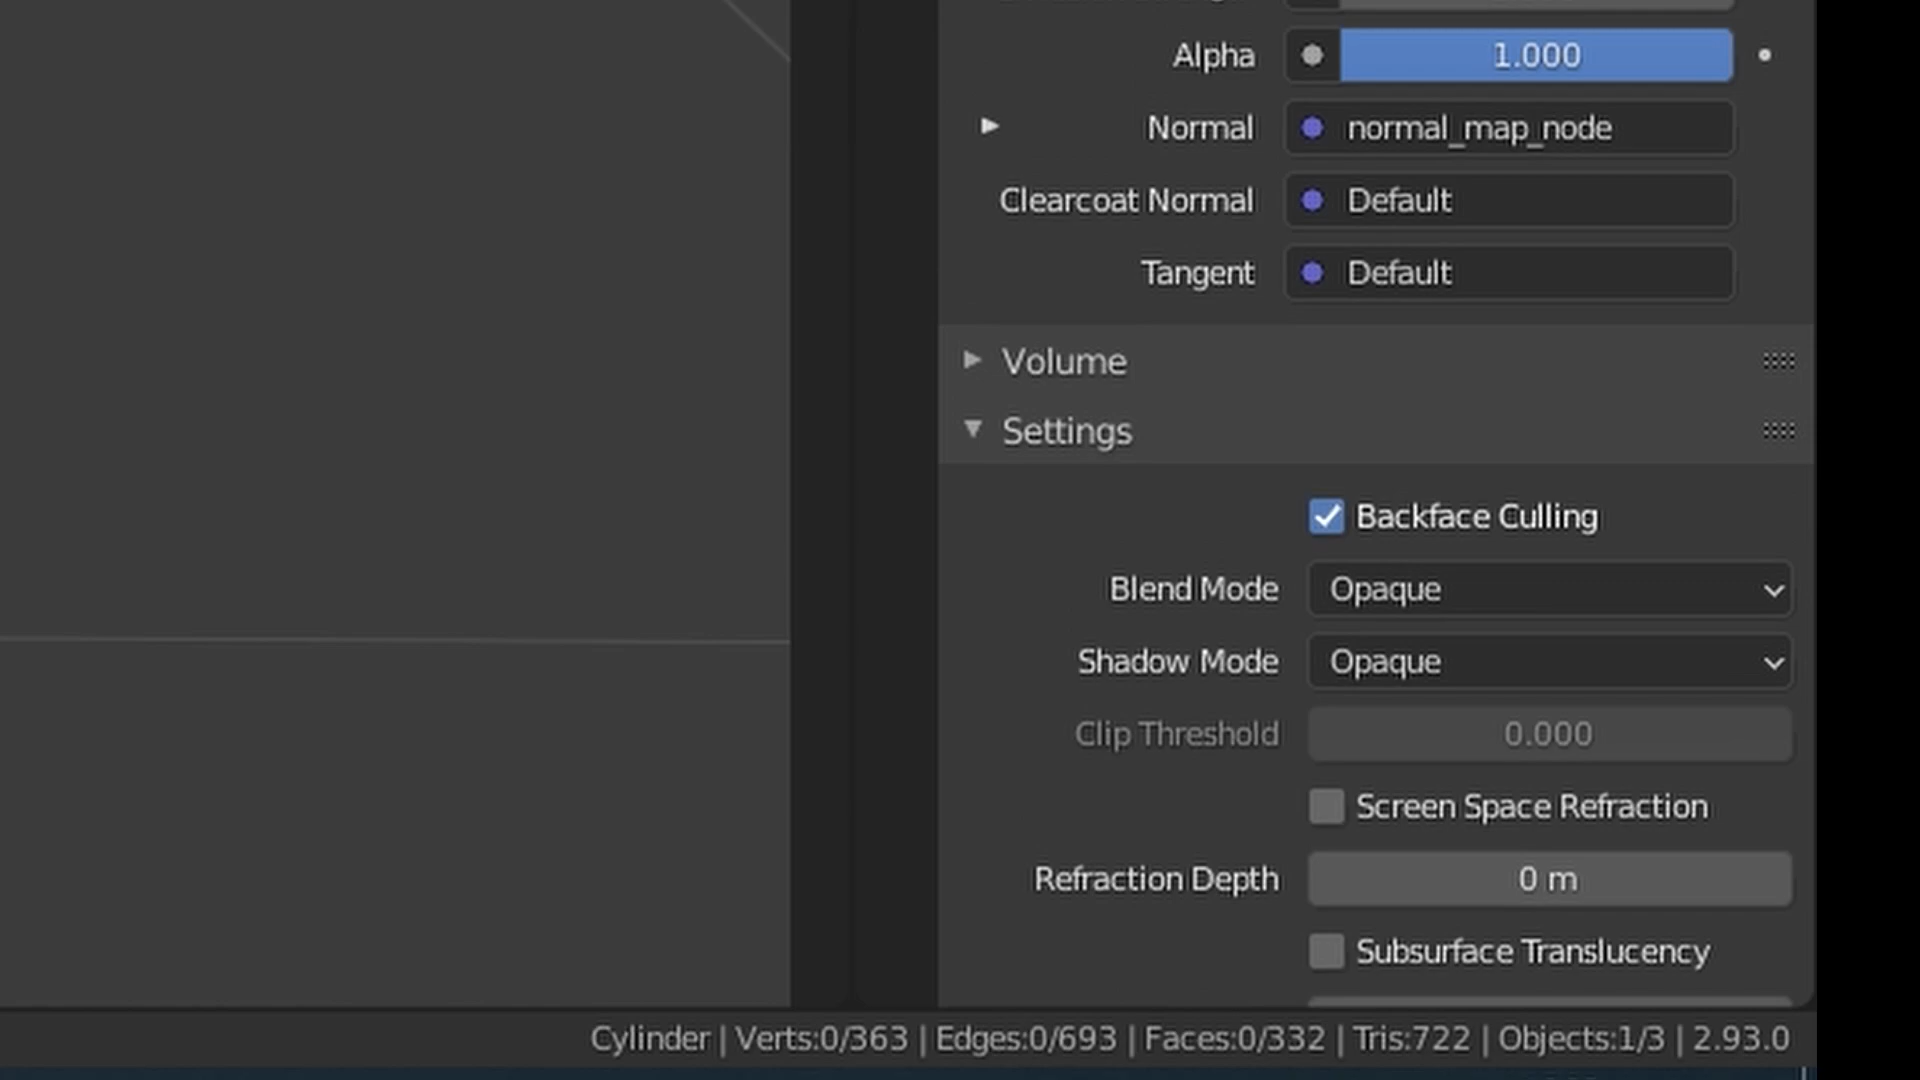 Alpha 1.000
Normal normal_map_node
Clearcoat Normal Default
Tangent Default
Volume
Settings
Backface Culling
Blend Mode Opaque
Shadow Mode Opaque
Clip Threshold 0.000
Screen Space Refraction
Refraction Depth 0 m
Subsurface Translucency
Cylinder | Verts:0/363 | Edges:0/693 | Faces:0/332 | Tris:722 | Objects:1/3 | 2.93.0